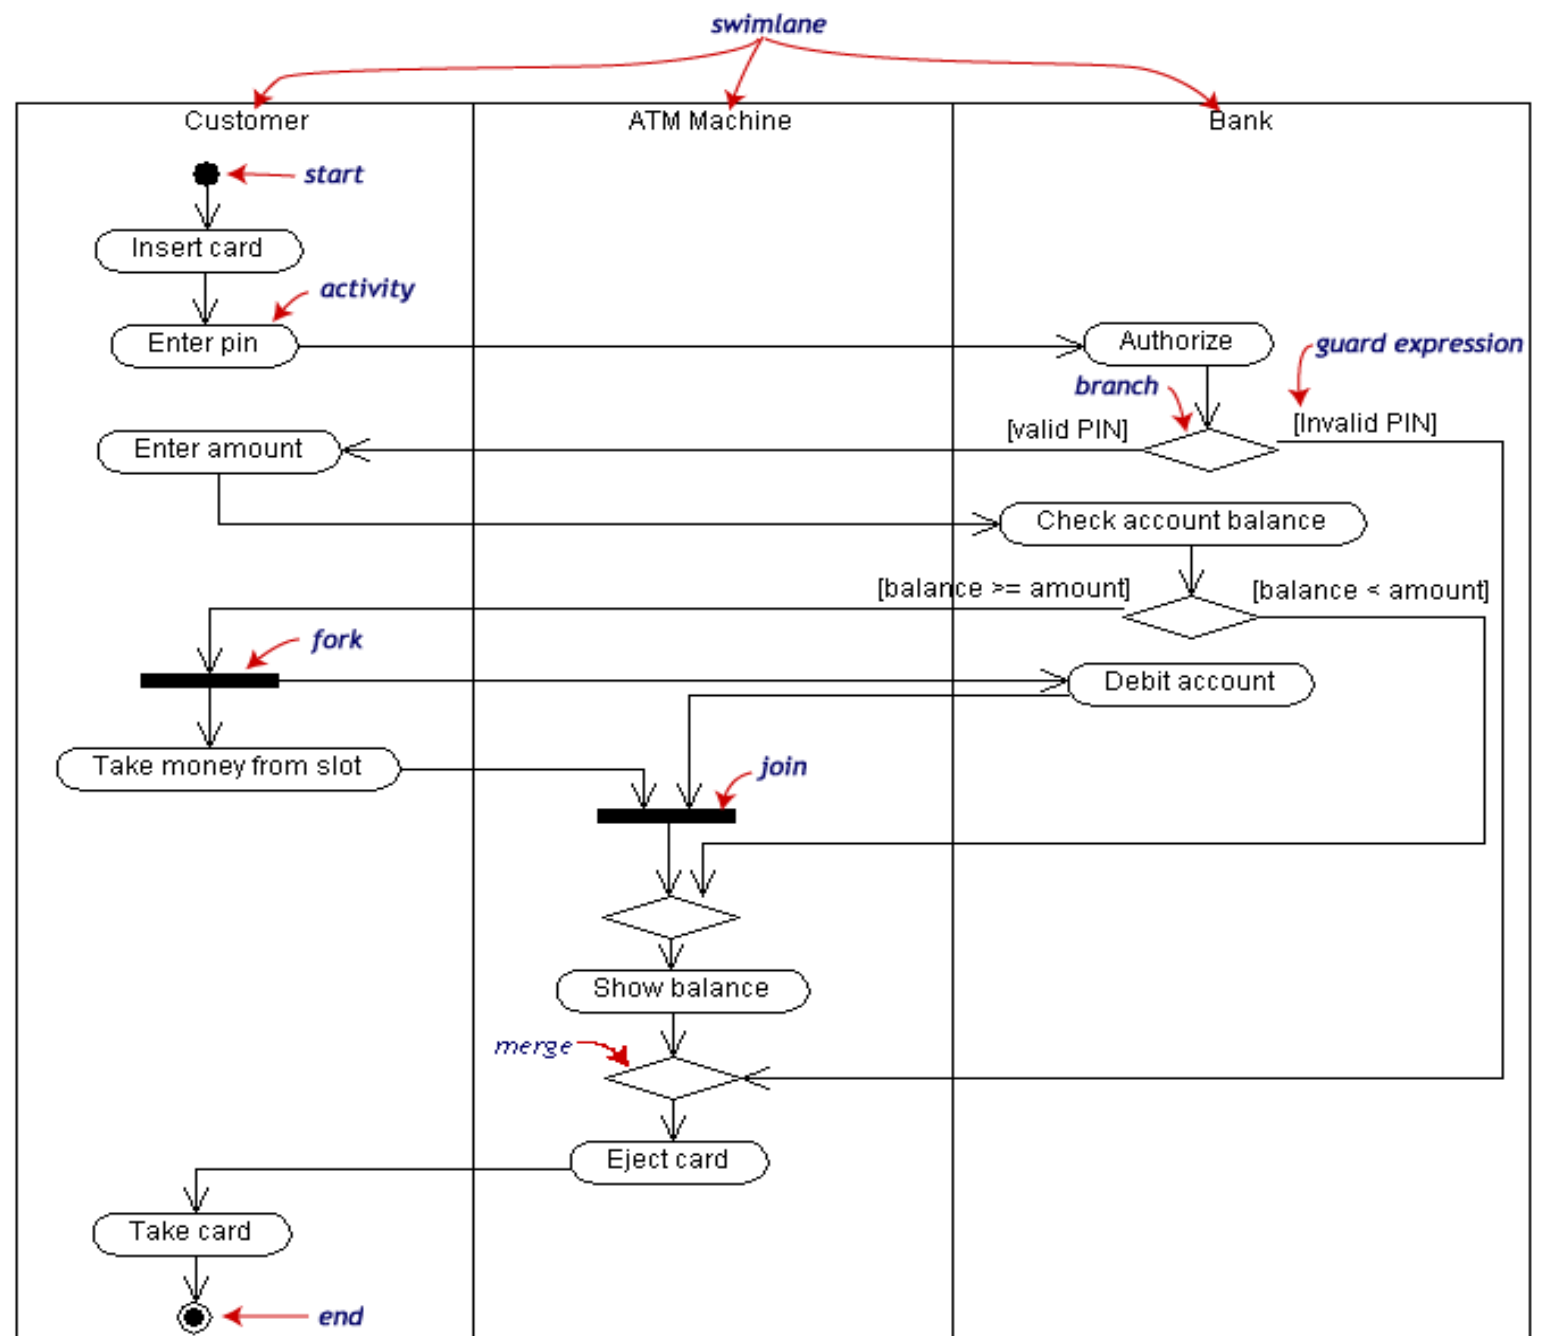 swimlane
Customer
ATM Machine
Bank
start
Insert card
activity
Enter pin
Authorize
guard expression
branch
[valid PIN]
[Invalid PIN]
Enter amount
Check account balance
[balance >= amount]
[balance < amount]
fork
Debit account
Take money from slot
join
Show balance
merge
Eject card
Take card
end